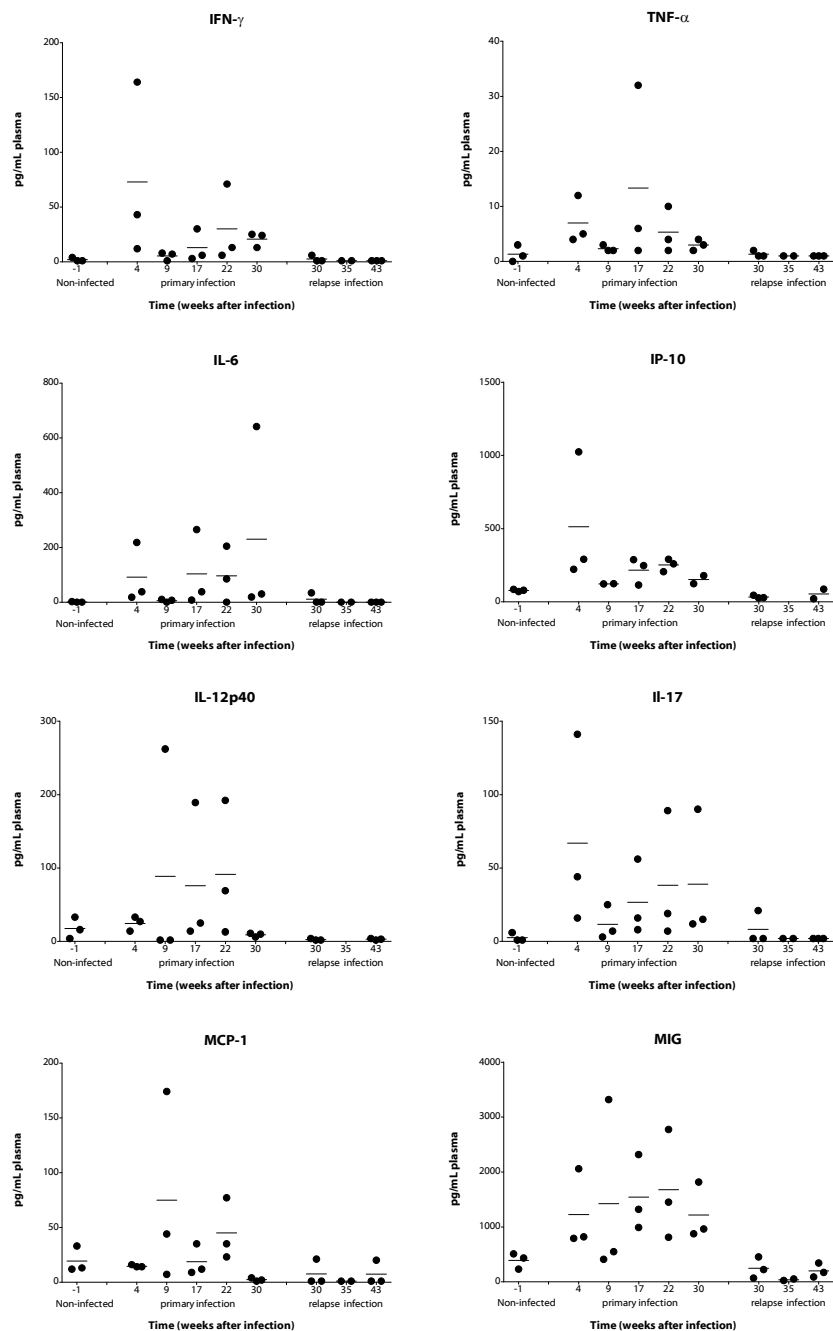 IFN-γ
200
150
100
50
0
pg/mL plasma
-1 4 9 17 22 30 30 35 43
Non-infected primary infection relapse infection
Time (weeks after infection)
TNF-α
40
30
20
10
0
pg/mL plasma
-1 4 9 17 22 30 30 35 43
Non-infected primary infection relapse infection
Time (weeks after infection)
IL-6
800
600
400
200
0
pg/mL plasma
-1 4 9 17 22 30 30 35 43
Non-infected primary infection relapse infection
Time (weeks after infection)
IP-10
1500
1000
500
0
pg/mL plasma
-1 4 9 17 22 30 30 35 43
Non-infected primary infection relapse infection
Time (weeks after infection)
IL-12p40
300
200
100
0
pg/mL plasma
-1 4 9 17 22 30 30 35 43
Non-infected primary infection relapse infection
Time (weeks after infection)
Il-17
150
100
50
0
pg/mL plasma
-1 4 9 17 22 30 30 35 43
Non-infected primary infection relapse infection
Time (weeks after infection)
MCP-1
200
150
100
50
0
pg/mL plasma
-1 4 9 17 22 30 30 35 43
Non-infected primary infection relapse infection
Time (weeks after infection)
MIG
4000
3000
2000
1000
0
pg/mL plasma
-1 4 9 17 22 30 30 35 43
Non-infected primary infection relapse infection
Time (weeks after infection)